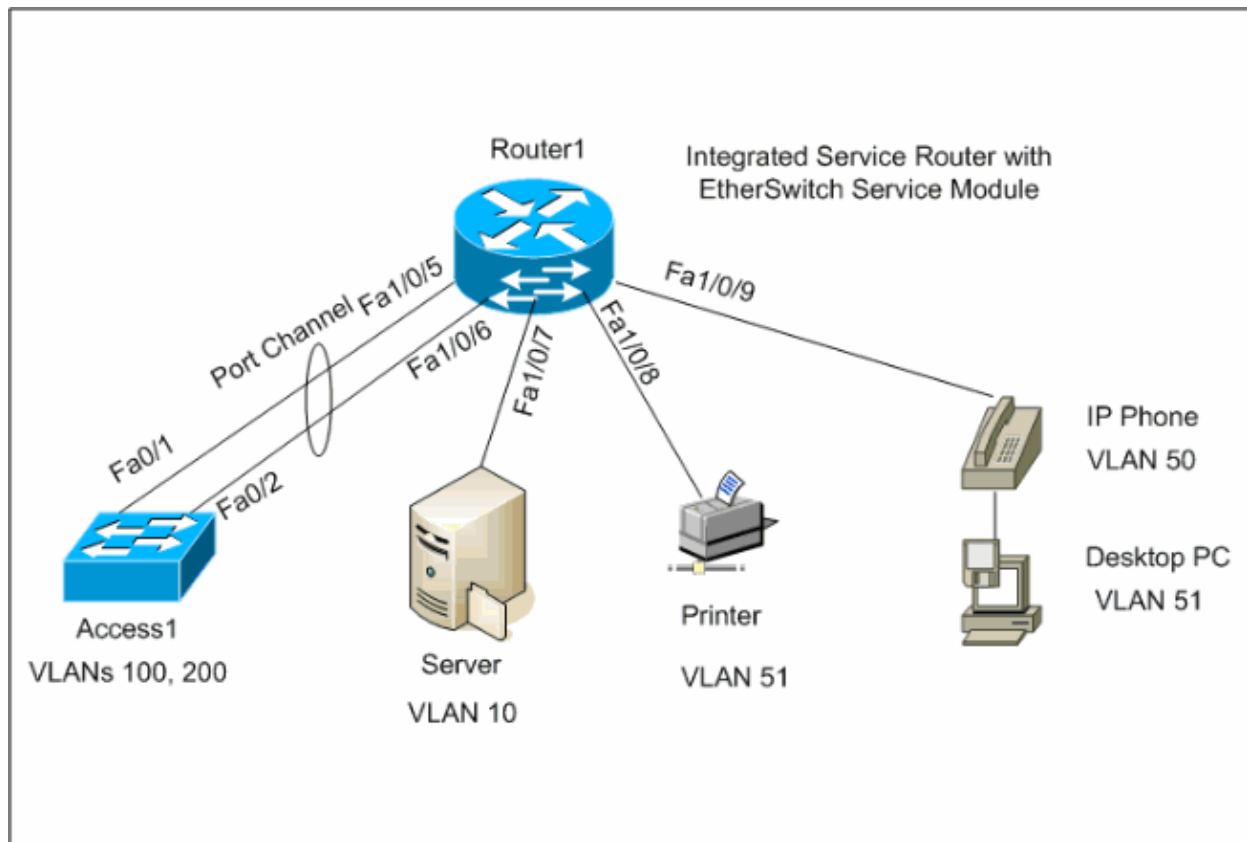 Router1
Integrated Service Router with
EtherSwitch Service Module
Port Channel
Fa1/0/5
Fa1/0/6
Fa1/0/7
Fa1/0/8
Fa1/0/9
Fa0/1
Fa0/2
Access1
VLANs 100, 200
Server
VLAN 10
Printer
VLAN 51
IP Phone
VLAN 50
Desktop PC
VLAN 51